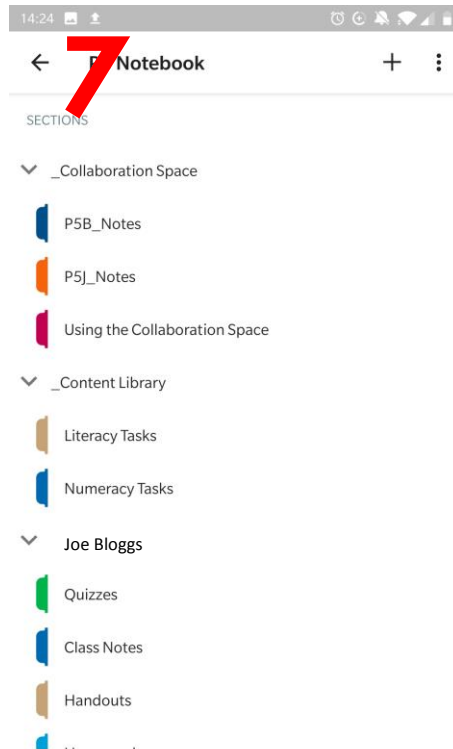 14:24
7
Notebook
SECTIONS
_Collaboration Space
P5B_Notes
P5J_Notes
Using the Collaboration Space
_Content Library
Literacy Tasks
Numeracy Tasks
Joe Bloggs
Quizzes
Class Notes
Handouts